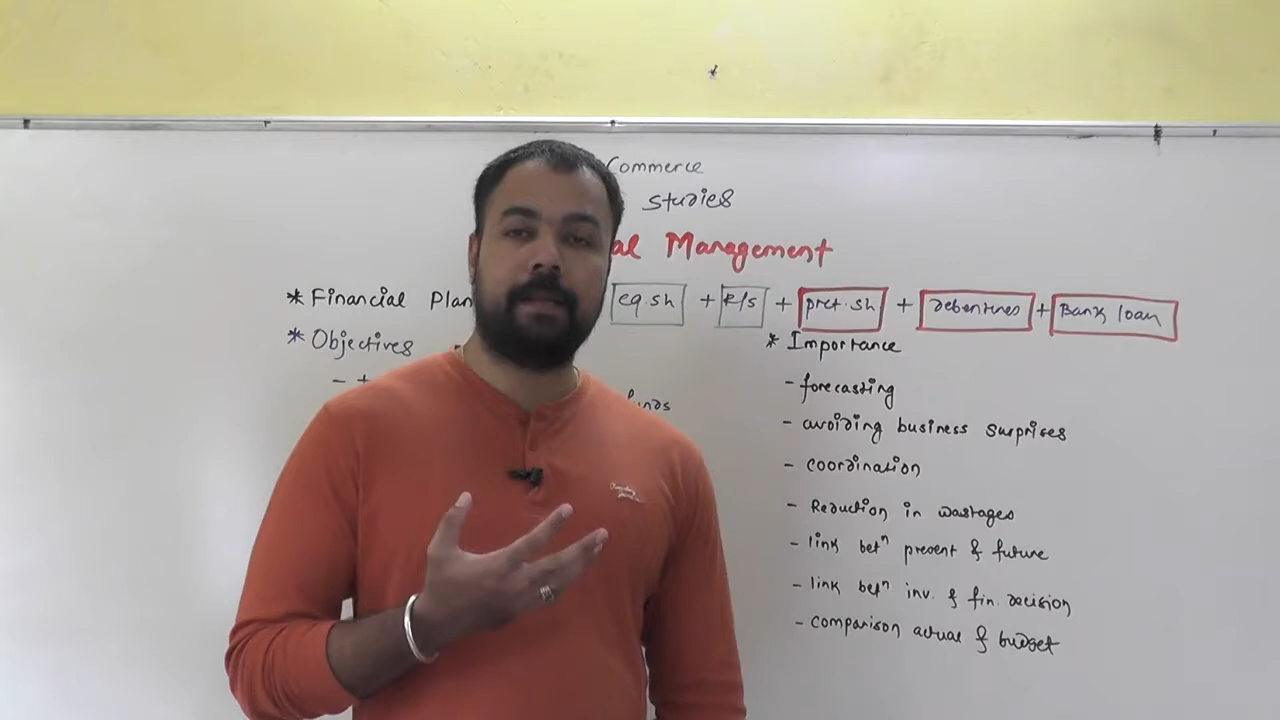 Commerce
Studies
al Management
* Financial Plan
eq.sh + R/s + pref.sh + debentures + Bank loan
* Objectives
* Importance
- forecasting
- avoiding business surprises
- coordination
- Reduction in wastages
- link betⁿ present & future
- link betⁿ inv. & fin. decision
- comparison actual & budget